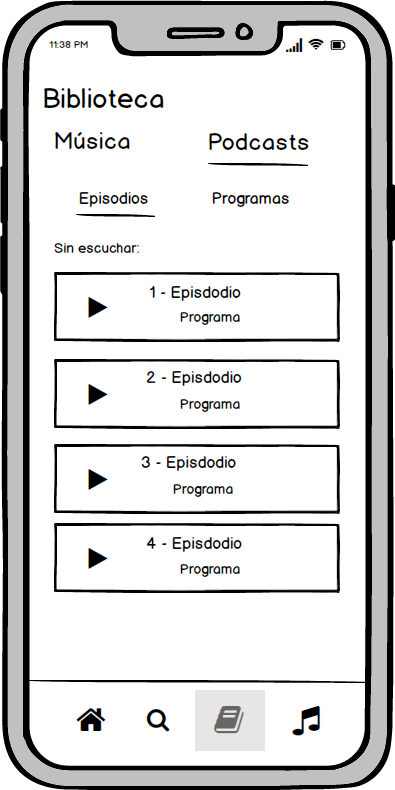 11:38 PM
Biblioteca
Música Podcasts
Episodios Programas
Sin escuchar:
1 - Episdodio
Programa
2 - Episdodio
Programa
3 - Episdodio
Programa
4 - Episdodio
Programa